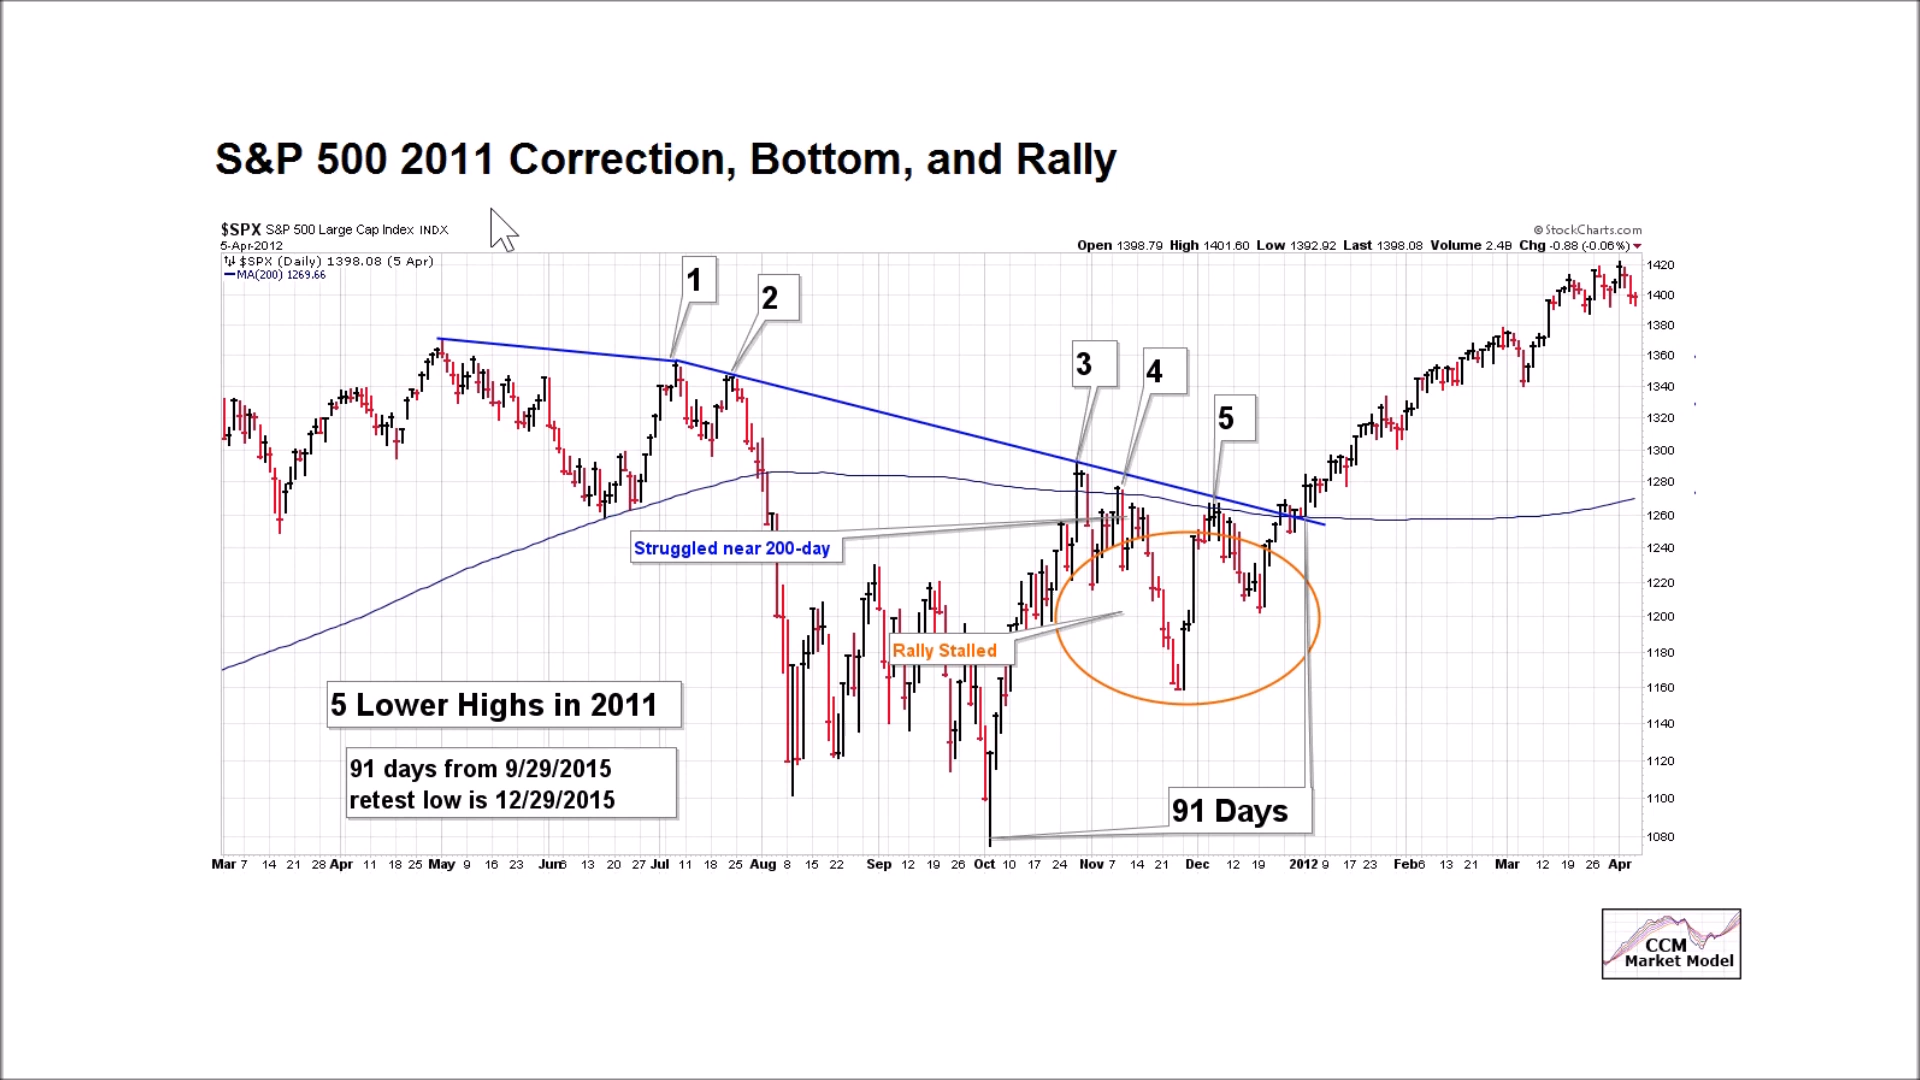 S&P 500 2011 Correction, Bottom, and Rally
$SPX S&P 500 Large Cap Index INDX
© StockCharts.com
5-Apr-2012
Open 1398.79 High 1401.60 Low 1392.92 Last 1398.08 Volume 2.4B Chg -0.88 (-0.06%)
$SPX (Daily) 1398.08 (5 Apr)
MA(200) 1269.66
1
2
3
4
5
1420
1400
1380
1360
1340
1320
1300
1280
1260
1240
1220
1200
1180
1160
1140
1120
1100
1080
Struggled near 200-day
Rally Stalled
5 Lower Highs in 2011
91 days from 9/29/2015
retest low is 12/29/2015
91 Days
Mar 7 14 21 28 Apr 11 18 25 May 9 16 23 Jun 6 13 20 27 Jul 11 18 25 Aug 8 15 22 Sep 12 19 26 Oct 10 17 24 Nov 7 14 21 Dec 12 19 2012 9 17 23 Feb 6 13 21 Mar 12 19 26 Apr
CCM
Market Model